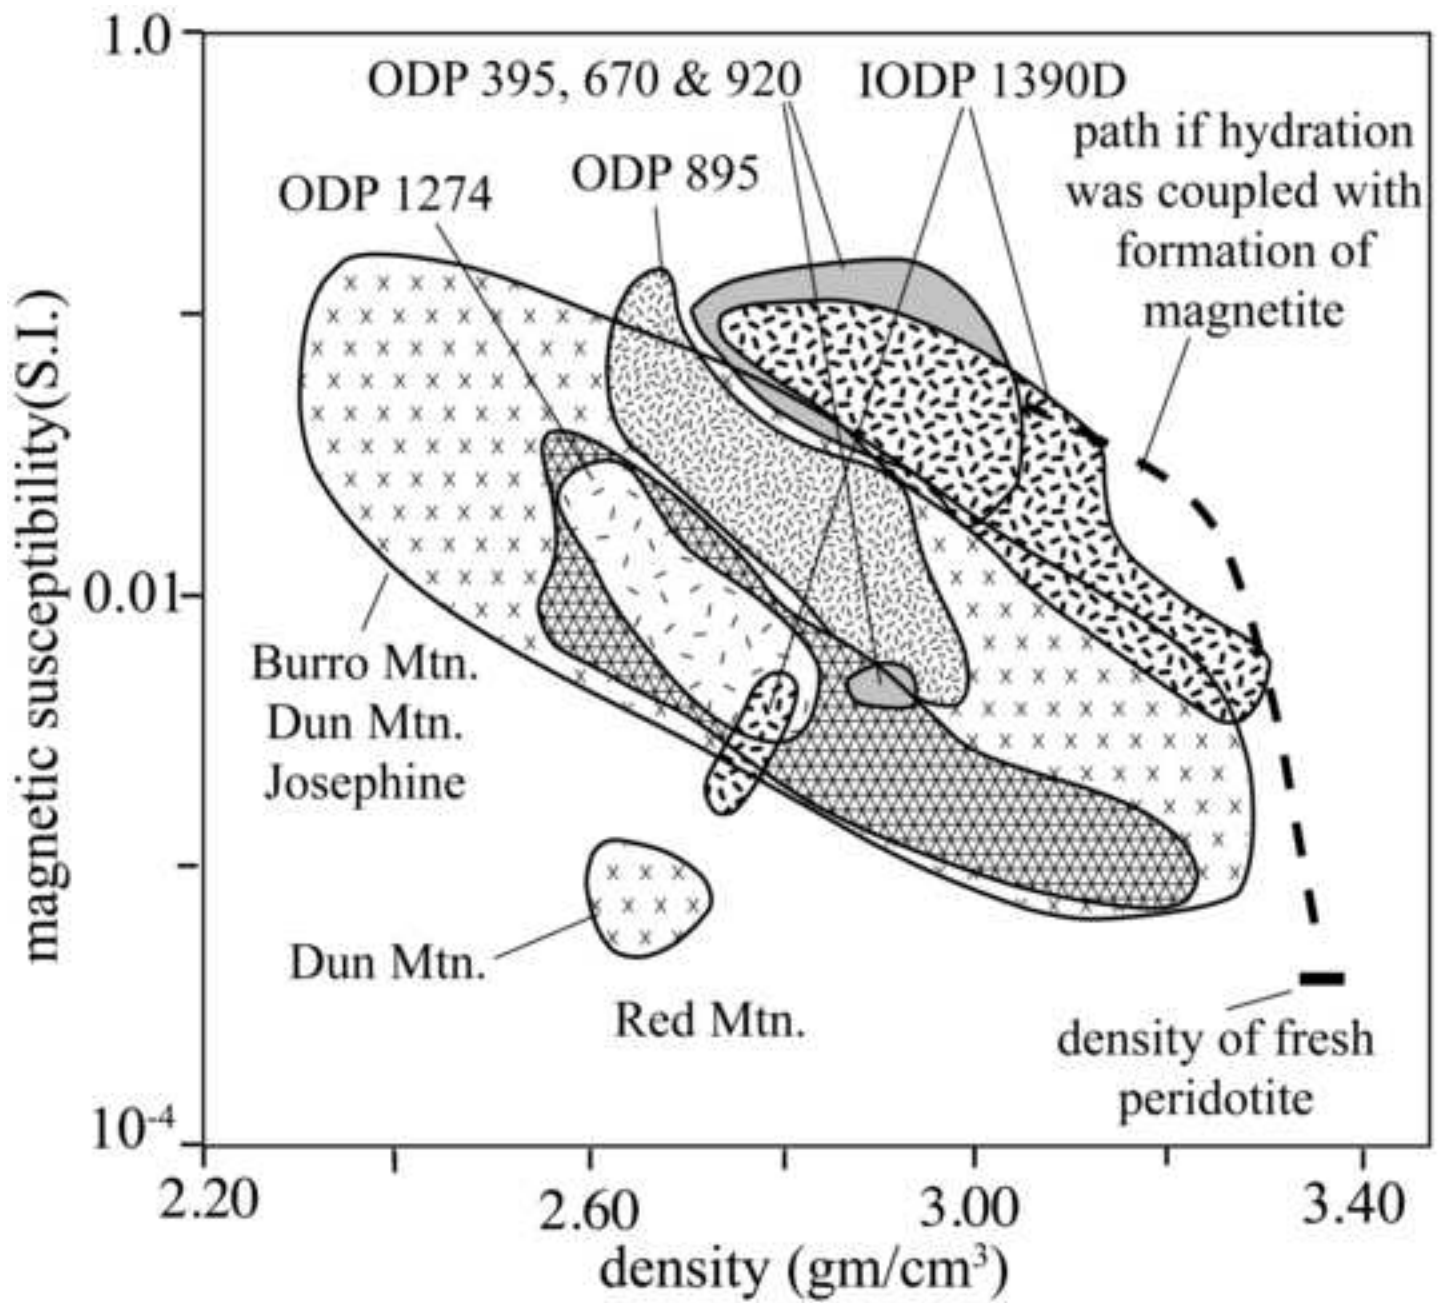 1.0
ODP 395, 670 & 920
IODP 1390D
path if hydration
was coupled with
formation of
magnetite
ODP 895
ODP 1274
magnetic susceptibility(S.I.)
0.01
Burro Mtn.
Dun Mtn.
Josephine
Dun Mtn.
Red Mtn.
density of fresh
peridotite
10-4
2.20
2.60
3.00
3.40
density (gm/cm3)